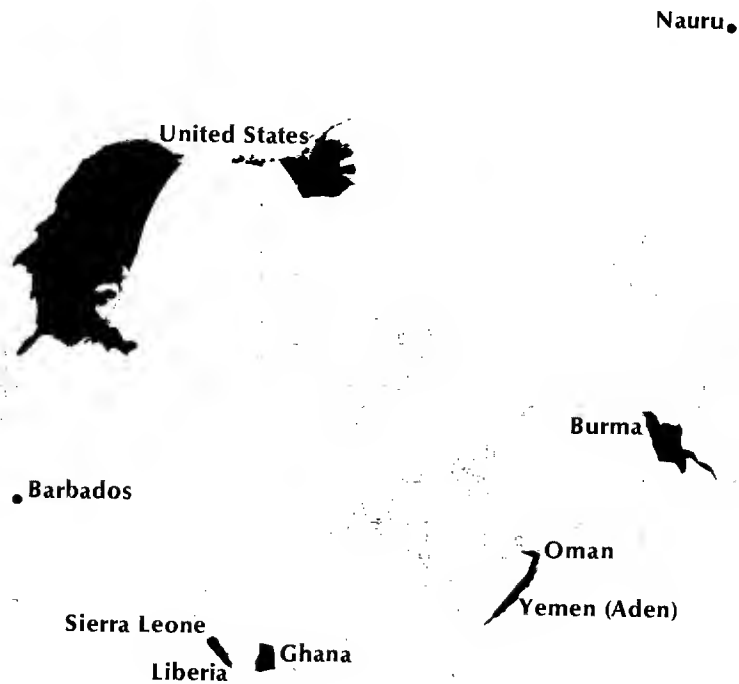 Nauru
United States
Burma
Barbados
Oman
Yemen (Aden)
Sierra Leone
Ghana
Liberia